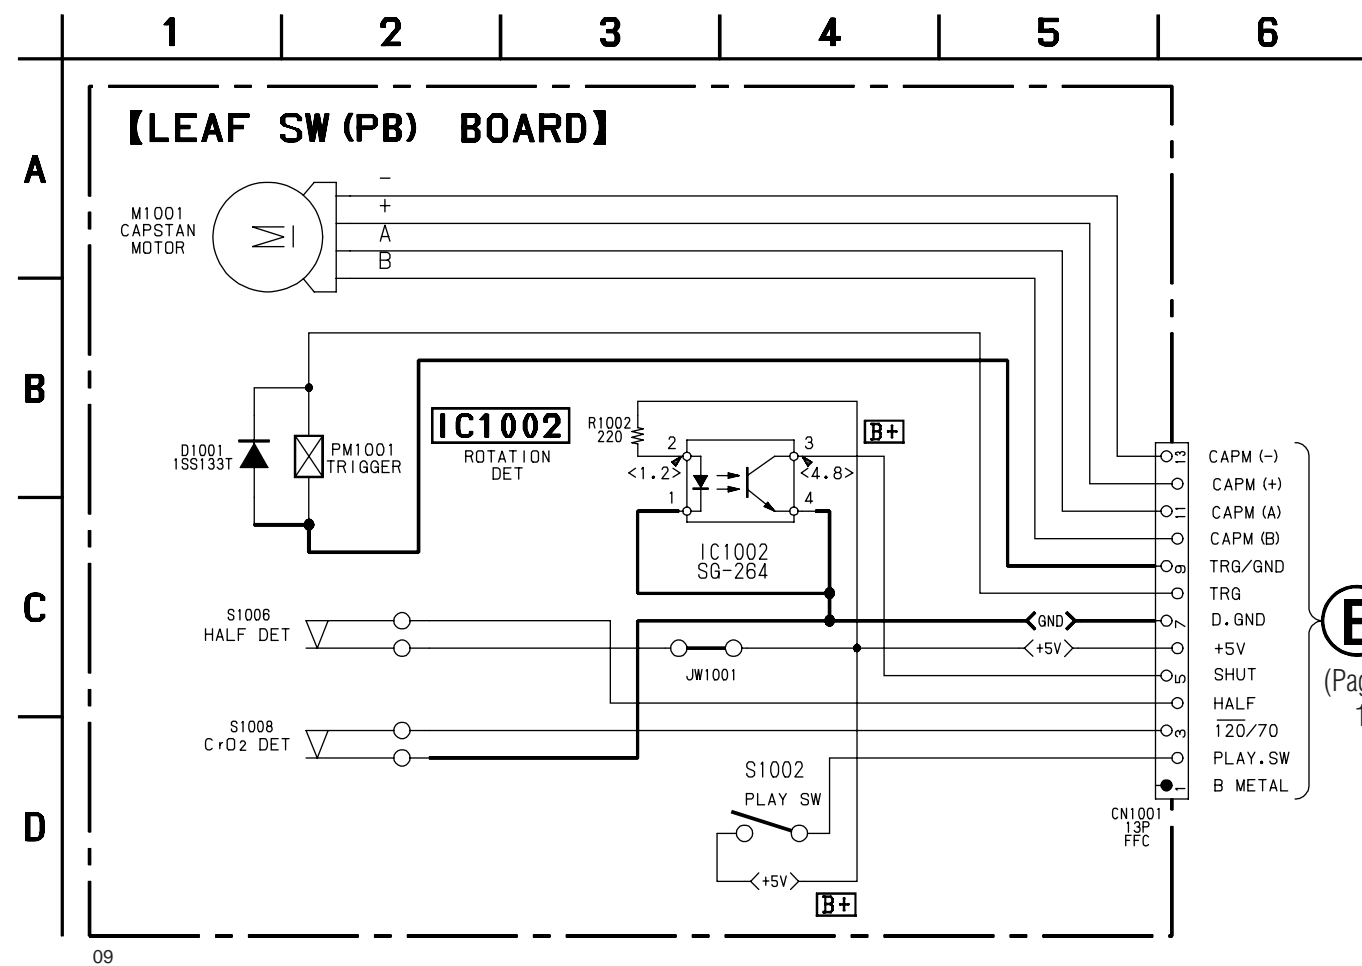 1 2 3 4 5 6
【LEAF SW(PB) BOARD】
A
B
C
D
M1001
CAPSTAN
MOTOR
M
−
+
A
B
D1001
1SS133T
PM1001
TRIGGER
IC1002
ROTATION
DET
R1002
220
B+
2
3
<1.2>
<4.8>
1
4
IC1002
SG-264
S1006
HALF DET
JW1001
GND
+5V
S1008
CrO2 DET
S1002
PLAY SW
+5V
B+
13 CAPM(-)
CAPM(+)
11 CAPM(A)
CAPM(B)
9 TRG/GND
TRG
7 D.GND
+5V
5 SHUT
HALF
3 120/70
PLAY.SW
1 B METAL
CN1001
13P
FFC
(Pag
1
09